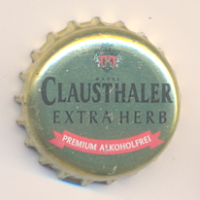 CLAUSTHALER
EXTRA HERB
PREMIUM ALKOHOLFREI